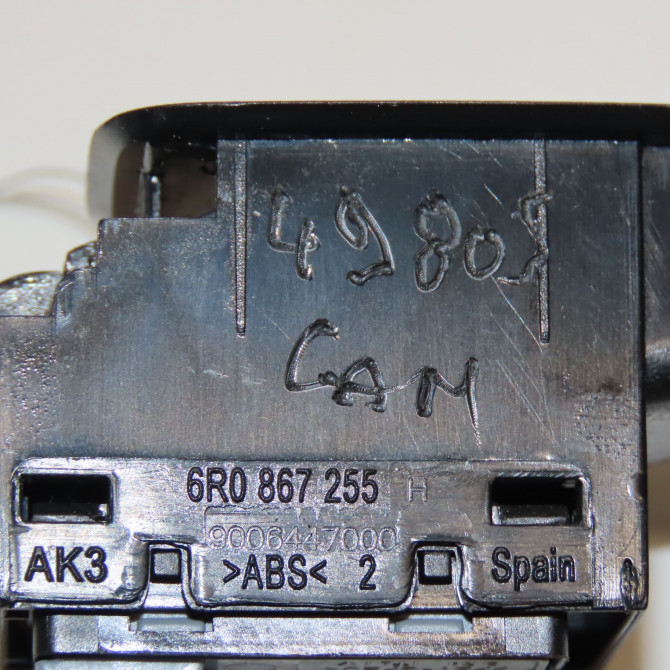 49805
CAM
6R0 867 255 H
9006447000
AK3 >ABS< 2 Spain